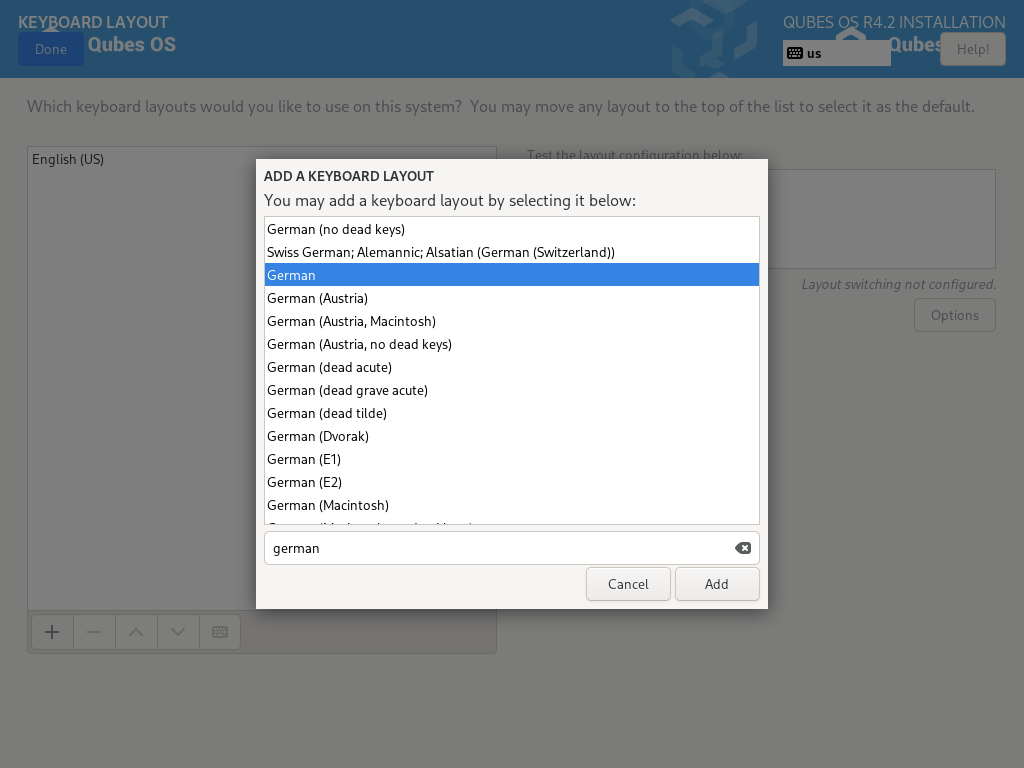 KEYBOARD LAYOUT
QUBES OS R4.2 INSTALLATION
Done
Qubes OS
us
Qubes
Help!
Which keyboard layouts would you like to use on this system? You may move any layout to the top of the list to select it as the default.
English (US)
Test the layout configuration below:
Layout switching not configured.
Options
ADD A KEYBOARD LAYOUT
You may add a keyboard layout by selecting it below:
German (no dead keys)
Swiss German; Alemannic; Alsatian (German (Switzerland))
German
German (Austria)
German (Austria, Macintosh)
German (Austria, no dead keys)
German (dead acute)
German (dead grave acute)
German (dead tilde)
German (Dvorak)
German (E1)
German (E2)
German (Macintosh)
german
Cancel
Add